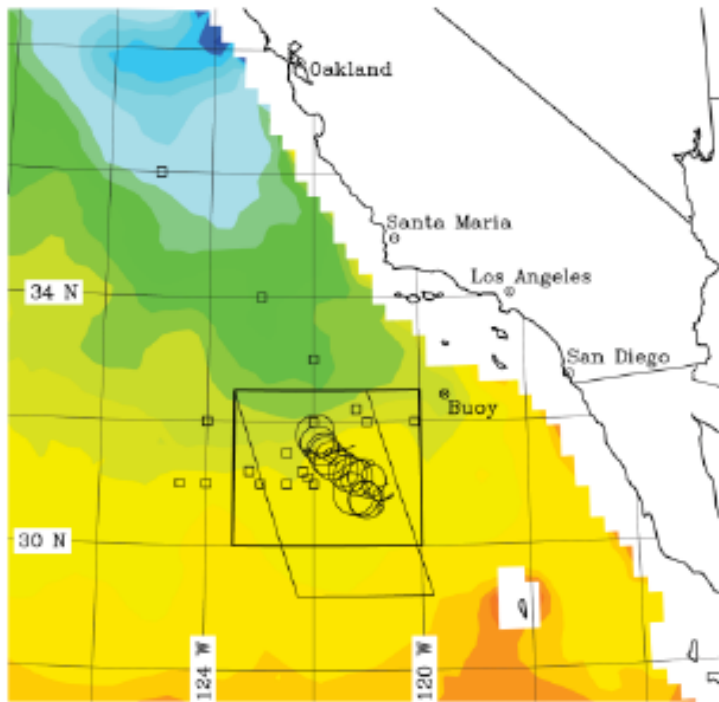 Oakland
Santa Maria
Los Angeles
34 N
San Diego
Buoy
30 N
124 W
120 W